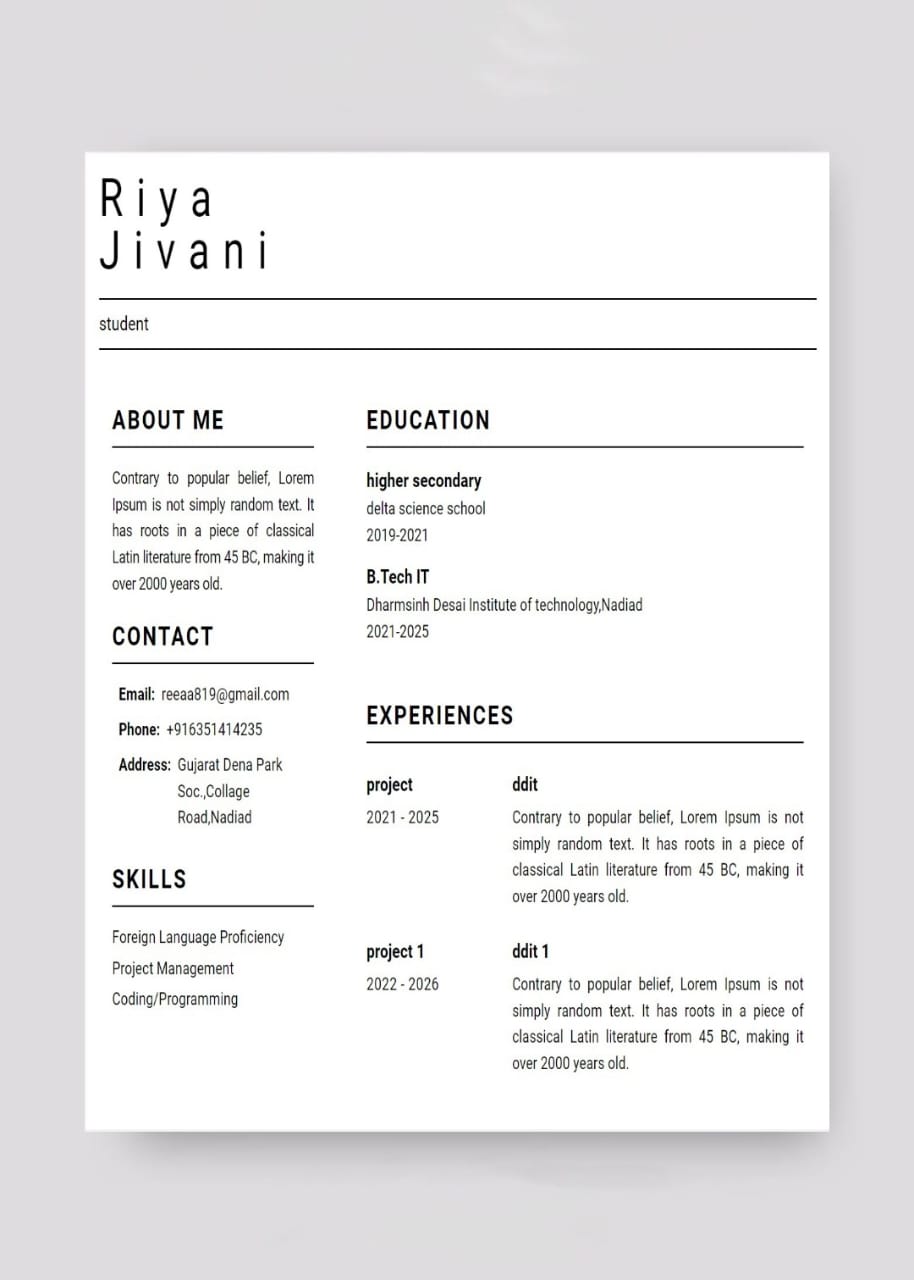 Riya
Jivani
student
ABOUT ME
Contrary to popular belief, Lorem
Ipsum is not simply random text. It
has roots in a piece of classical
Latin literature from 45 BC, making it
over 2000 years old.
CONTACT
Email: reeaa819@gmail.com
Phone: +916351414235
Address: Gujarat Dena Park
Soc.,Collage
Road,Nadiad
SKILLS
Foreign Language Proficiency
Project Management
Coding/Programming
EDUCATION
higher secondary
delta science school
2019-2021
B.Tech IT
Dharmsinh Desai Institute of technology,Nadiad
2021-2025
EXPERIENCES
project
2021 - 2025
ddit
Contrary to popular belief, Lorem Ipsum is not
simply random text. It has roots in a piece of
classical Latin literature from 45 BC, making it
over 2000 years old.
project 1
2022 - 2026
ddit 1
Contrary to popular belief, Lorem Ipsum is not
simply random text. It has roots in a piece of
classical Latin literature from 45 BC, making it
over 2000 years old.